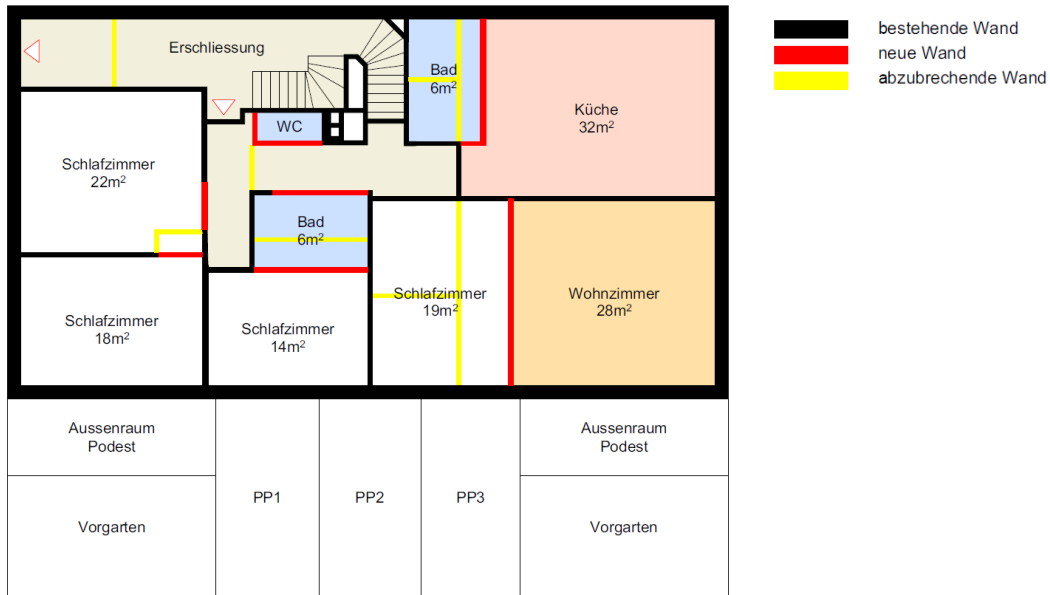 bestehende Wand
neue Wand
abzubrechende Wand
Erschliessung
Bad
6m²
Küche
32m²
WC
Schlafzimmer
22m²
Bad
6m²
Schlafzimmer
19m²
Wohnzimmer
28m²
Schlafzimmer
18m²
Schlafzimmer
14m²
Aussenraum
Podest
Aussenraum
Podest
PP1
PP2
PP3
Vorgarten
Vorgarten